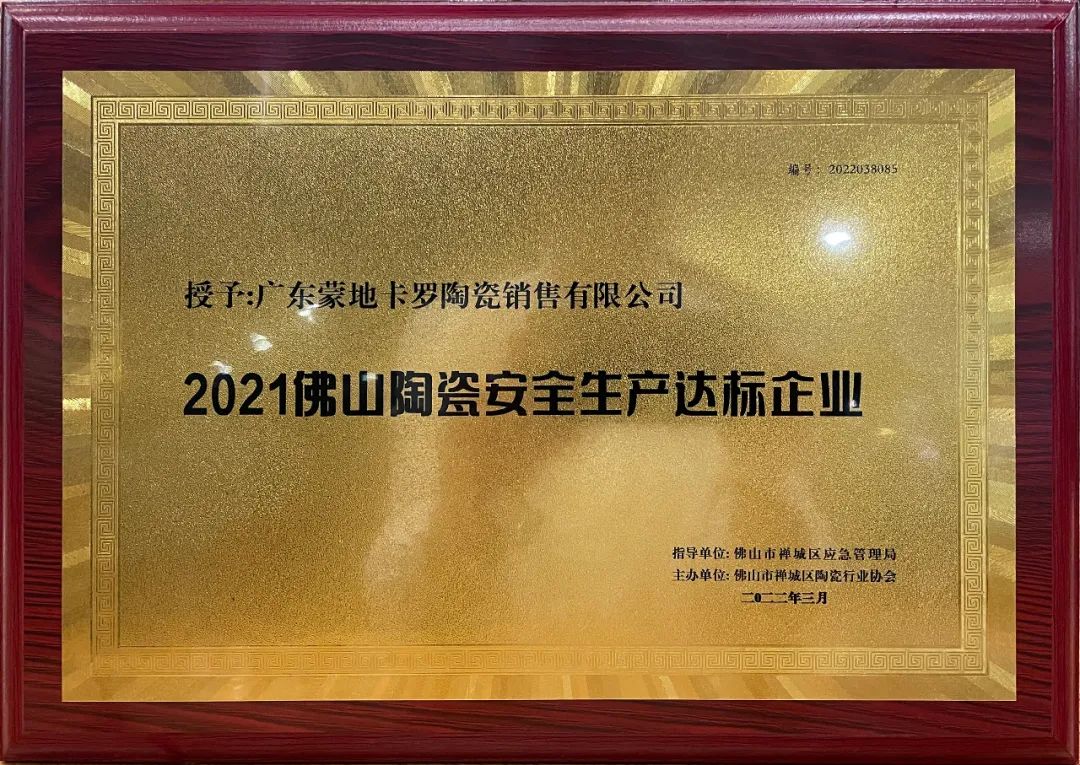 编号：2022038085
授予:广东蒙地卡罗陶瓷销售有限公司
2021佛山陶瓷安全生产达标企业
指导单位:佛山市禅城区应急管理局
主办单位:佛山市禅城区陶瓷行业协会
二0二二年三月